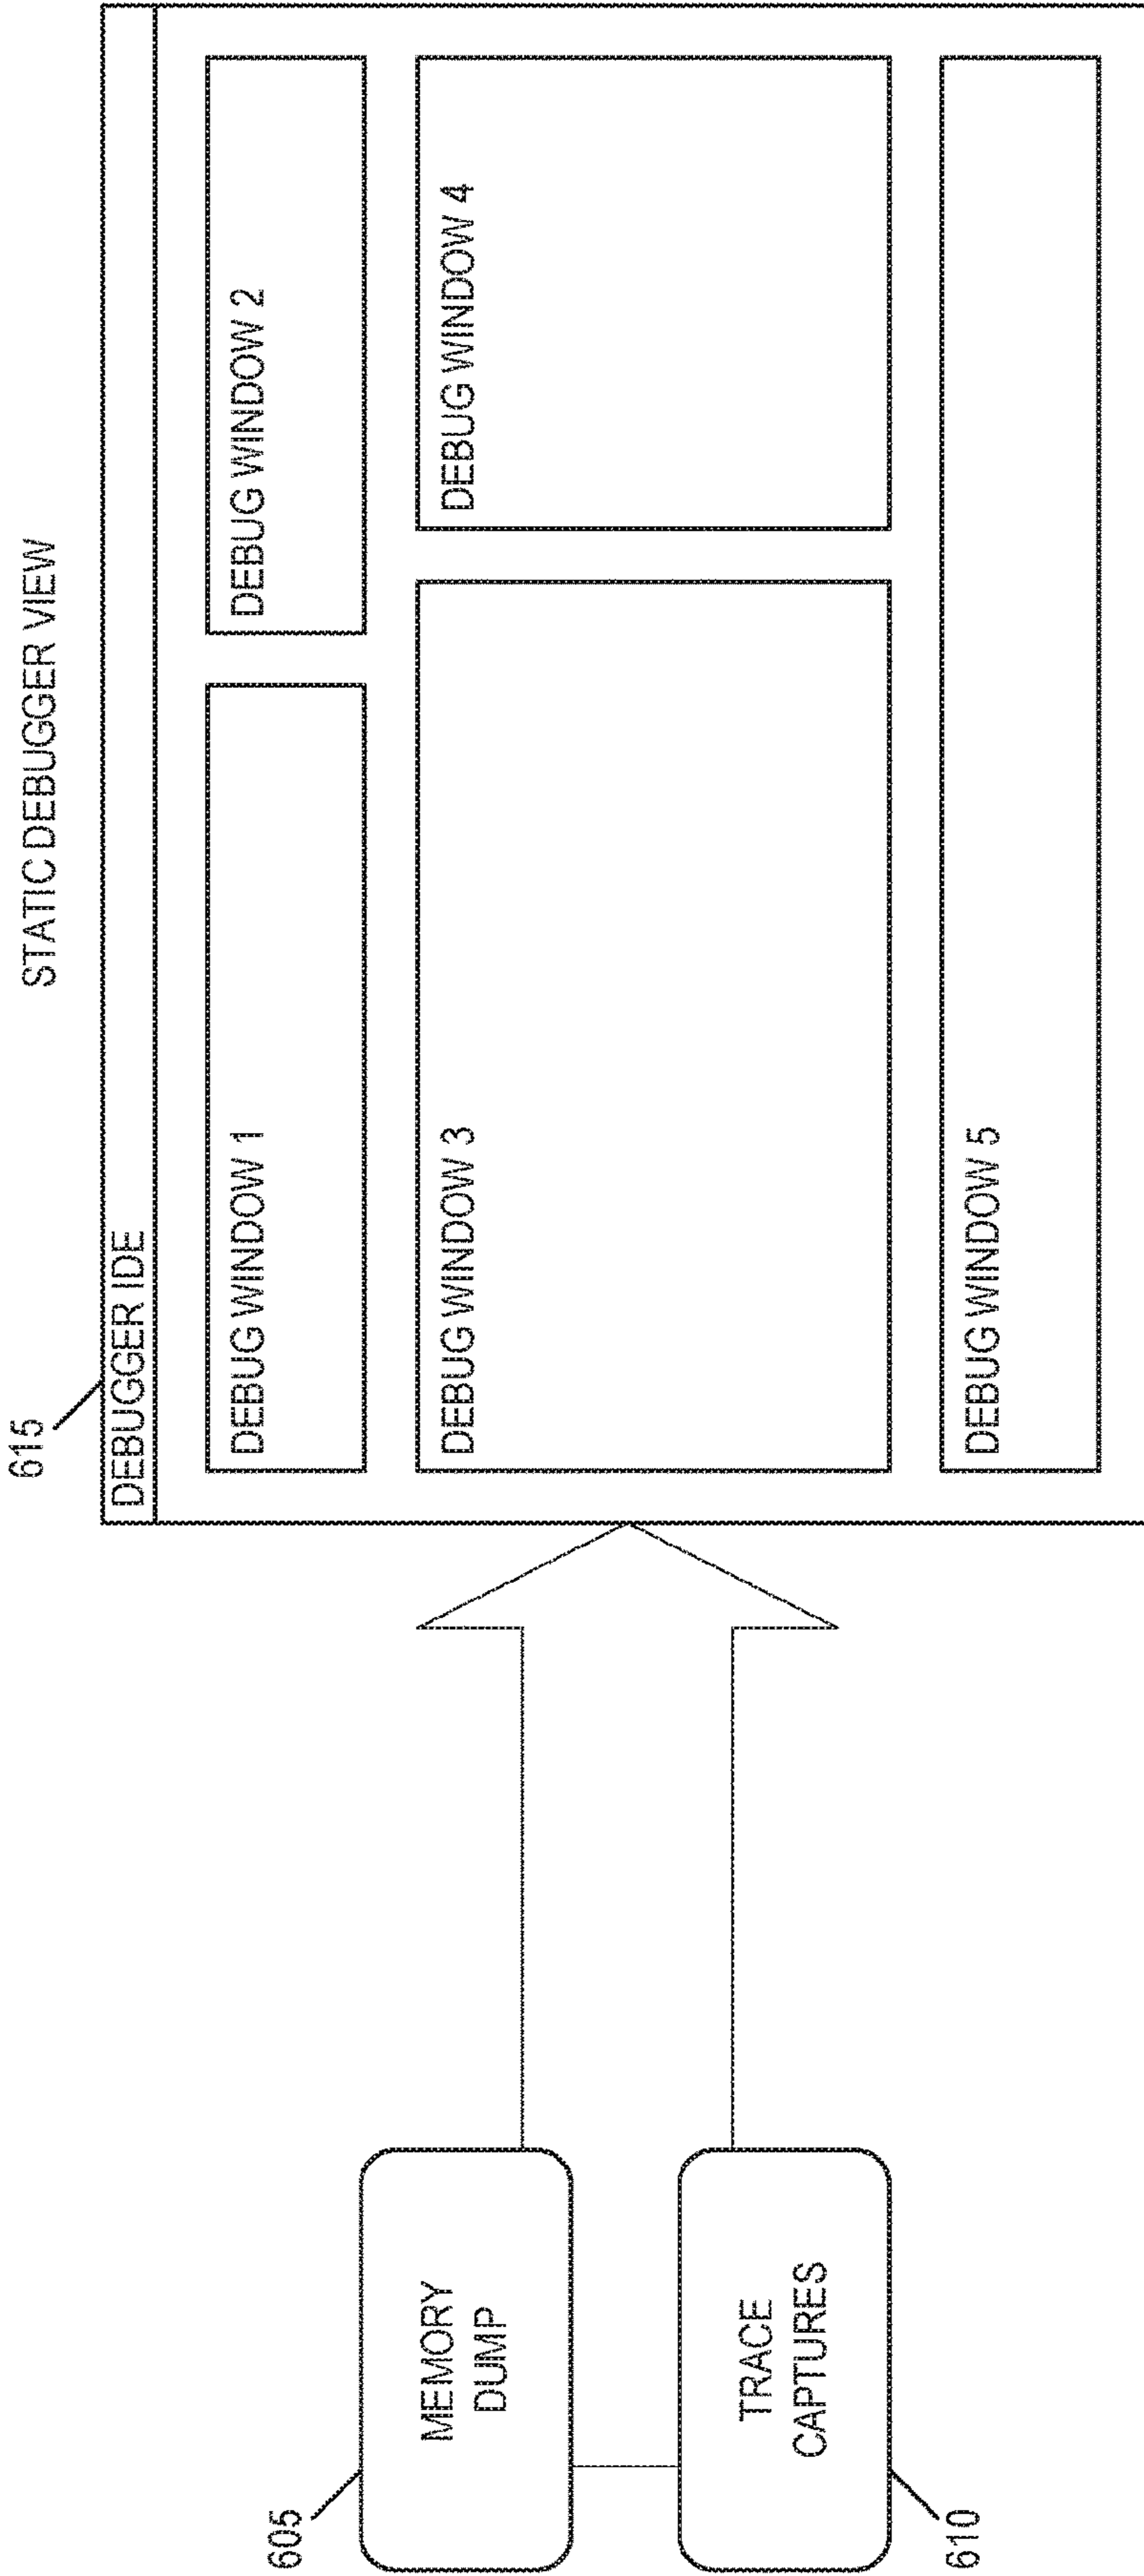 STATIC DEBUGGER VIEW
615
DEBUGGER IDE
DEBUG WINDOW 1
DEBUG WINDOW 2
605
MEMORY
DUMP
DEBUG WINDOW 3
DEBUG WINDOW 4
TRACE
CAPTURES
610
DEBUG WINDOW 5